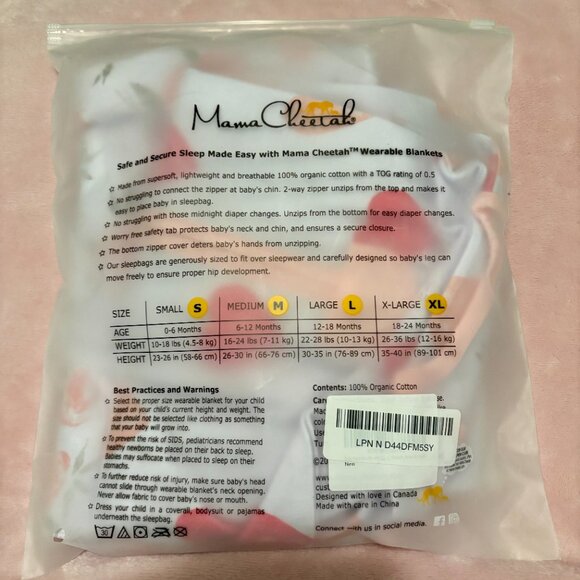 Mama Cheetah®
Safe and Secure Sleep Made Easy with Mama Cheetah™ Wearable Blankets
☆ Made from supersoft, lightweight and breathable 100% organic cotton with a TOG rating of 0.5
☆ No struggling to connect the zipper at baby's chin. 2-way zipper unzips from the top and makes it
easy to place baby in sleepbag.
☆ No struggling with those midnight diaper changes. Unzips from the bottom for easy diaper changes.
☆ Worry free safety tab protects baby's neck and chin, and ensures a secure closure.
☆ The bottom zipper cover deters baby's hands from unzipping.
☆ Our sleepbags are generously sized to fit over sleepwear and carefully designed so baby's leg can
move freely to ensure proper hip development.
SIZE SMALL S MEDIUM M LARGE L X-LARGE XL
AGE 0-6 Months 6-12 Months 12-18 Months 18-24 Months
WEIGHT 10-18 lbs (4.5-8 kg) 16-24 lbs (7-11 kg) 22-28 lbs (10-13 kg) 26-36 lbs (12-16 kg)
HEIGHT 23-26 in (58-66 cm) 26-30 in (66-76 cm) 30-35 in (76-89 cm) 35-40 in (89-101 cm)
Best Practices and Warnings
☆ Select the proper size wearable blanket for your child
based on your child's current height and weight. The
size should not be selected like clothing as something
that your baby will grow into.
☆ To prevent the risk of SIDS, pediatricians recommend
healthy newborns be placed on their back to sleep.
Babies may suffocate when placed to sleep on their
stomachs.
☆ To further reduce risk of injury, make sure baby's head
cannot slide through wearable blanket's neck opening.
Never allow fabric to cover baby's nose or mouth.
☆ Dress your child in a coverall, bodysuit or pajamas
underneath the sleepbag.
30
Contents: 100% Organic Cotton
LPN N D44DFM5SY
Designed with love in Canada
Made with care in China
Connect with us in social media.